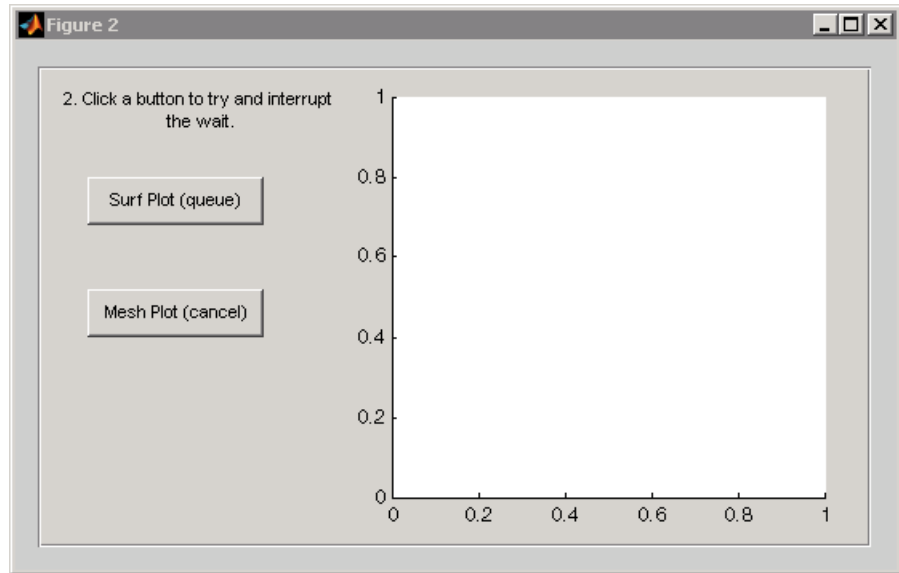 Figure 2
2. Click a button to try and interrupt
the wait.
Surf Plot (queue)
Mesh Plot (cancel)
1
0.8
0.6
0.4
0.2
0
0 0.2 0.4 0.6 0.8 1